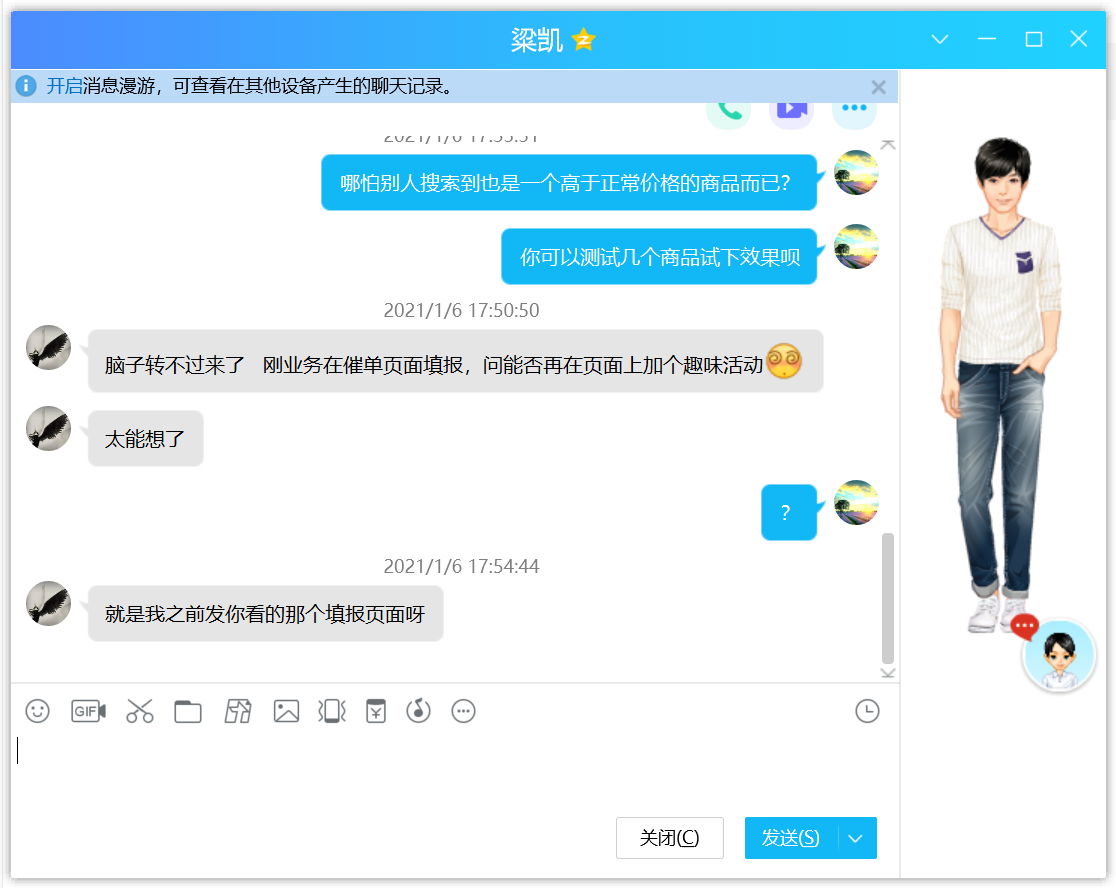 梁凯
开启消息漫游，可查看在其他设备产生的聊天记录。
哪怕别人搜索到也是一个高于正常价格的商品而已？
你可以测试几个商品试下效果呗
2021/1/6 17:50:50
脑子转不过来了 刚业务在催单页面填报，问能否再在页面上加个趣味活动
太能想了
？
2021/1/6 17:54:44
就是我之前发你看的那个填报页面呀
GIF
关闭(C)
发送(S)